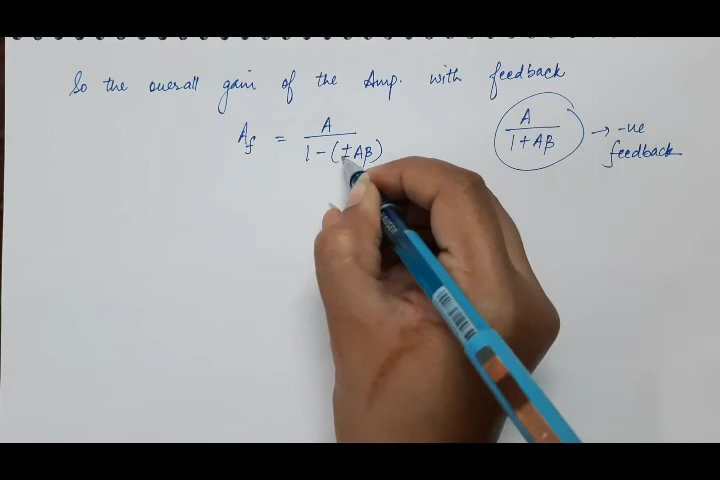 So the overall gain of the Amp. with feedback
Af = A / 1 - (± Aβ)
A / 1 + Aβ → -ve feedback